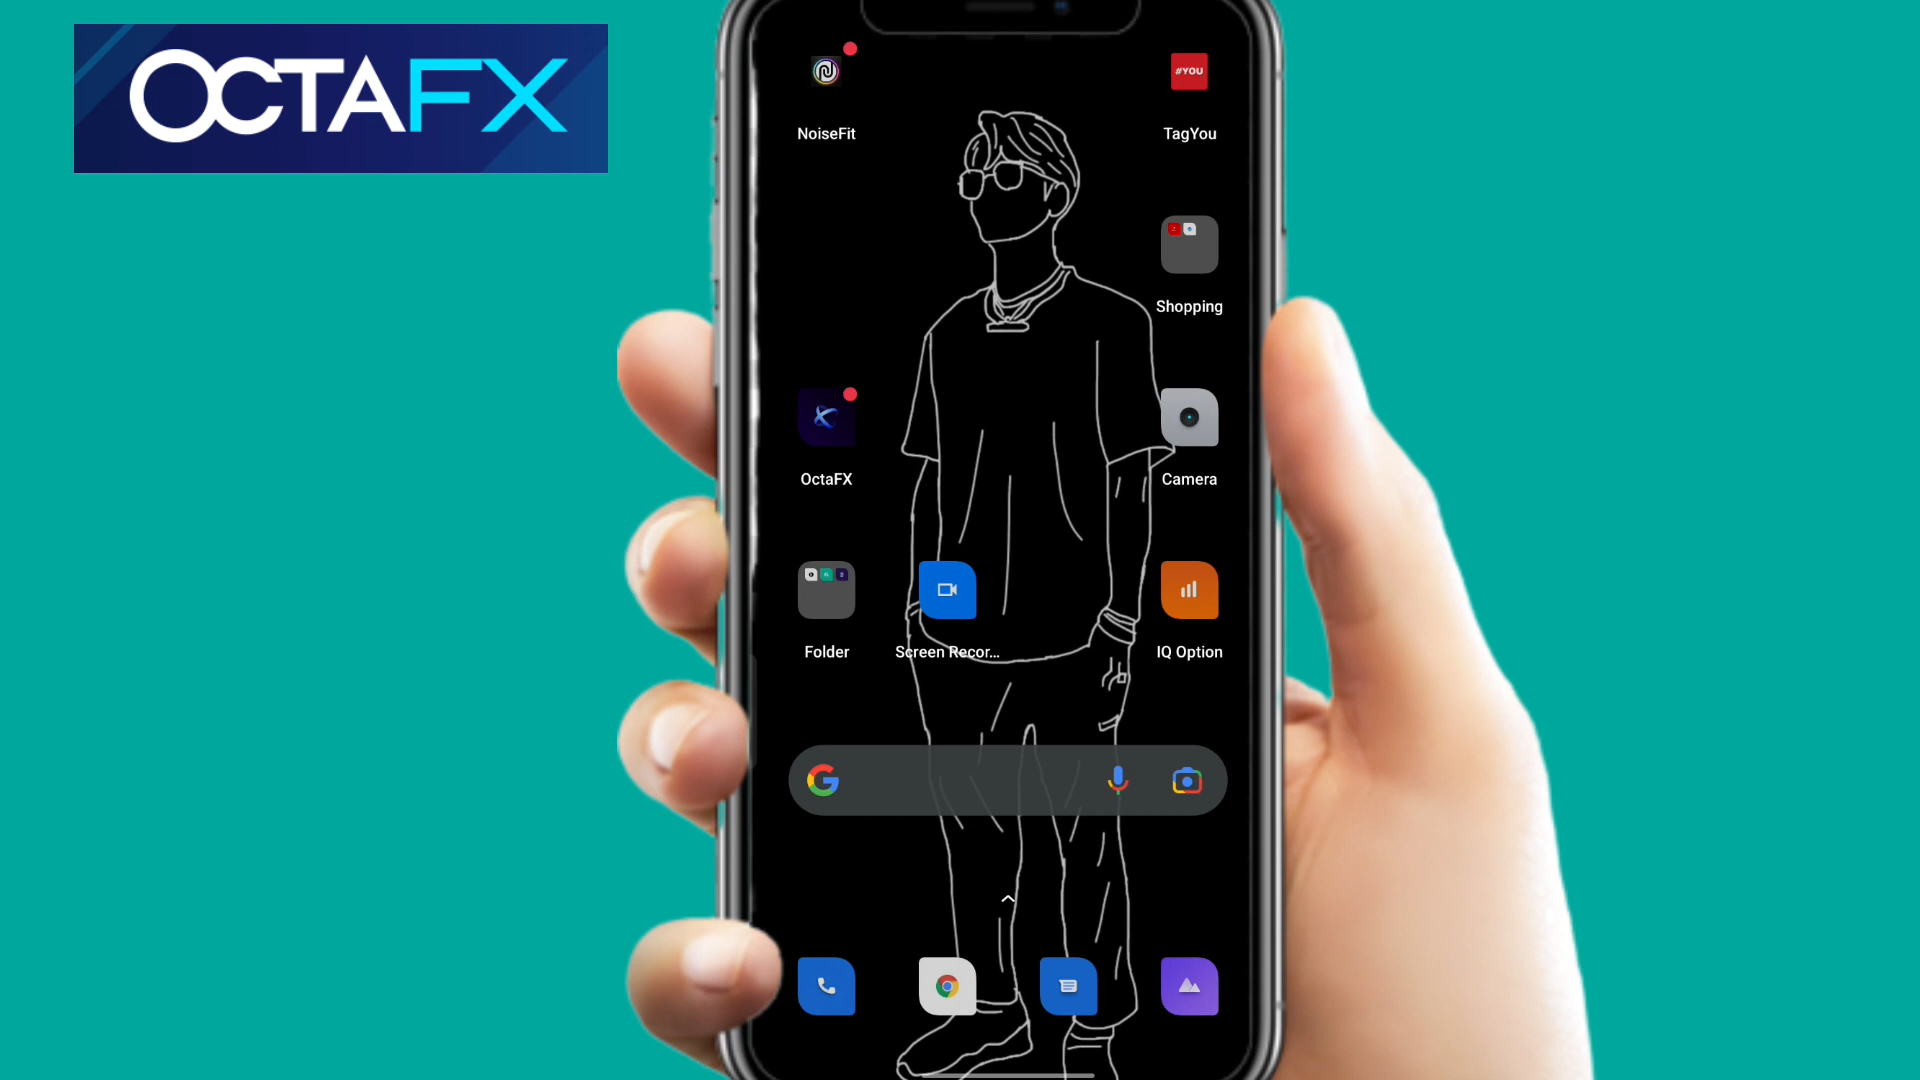 OCTAFX
NoiseFit
#YOU
TagYou
Shopping
OctaFX
Camera
Folder
Screen Recor...
IQ Option